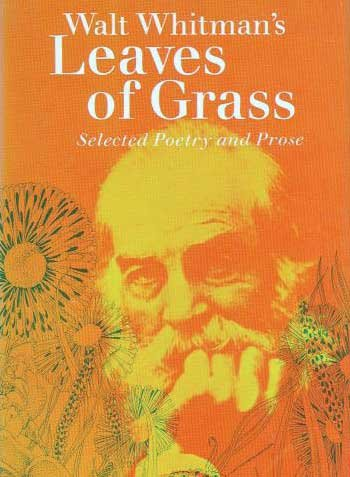 Walt Whitman's
Leaves
of Grass
Selected Poetry and Prose